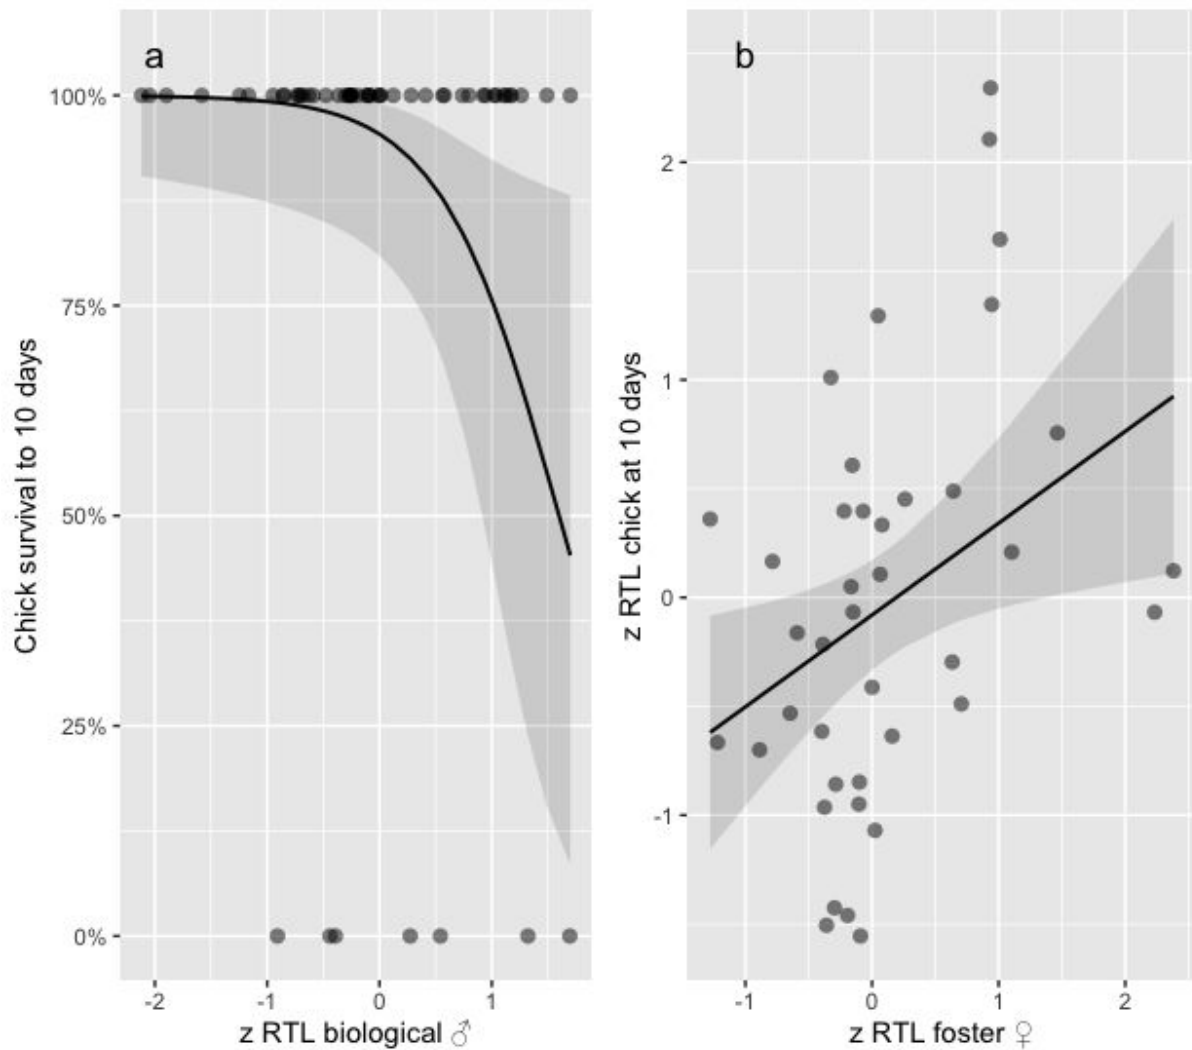 a
100%
75%
50%
25%
0%
Chick survival to 10 days
-2 -1 0 1
z RTL biological ♂
b
2
1
0
-1
z RTL chick at 10 days
-1 0 1 2
z RTL foster ♀